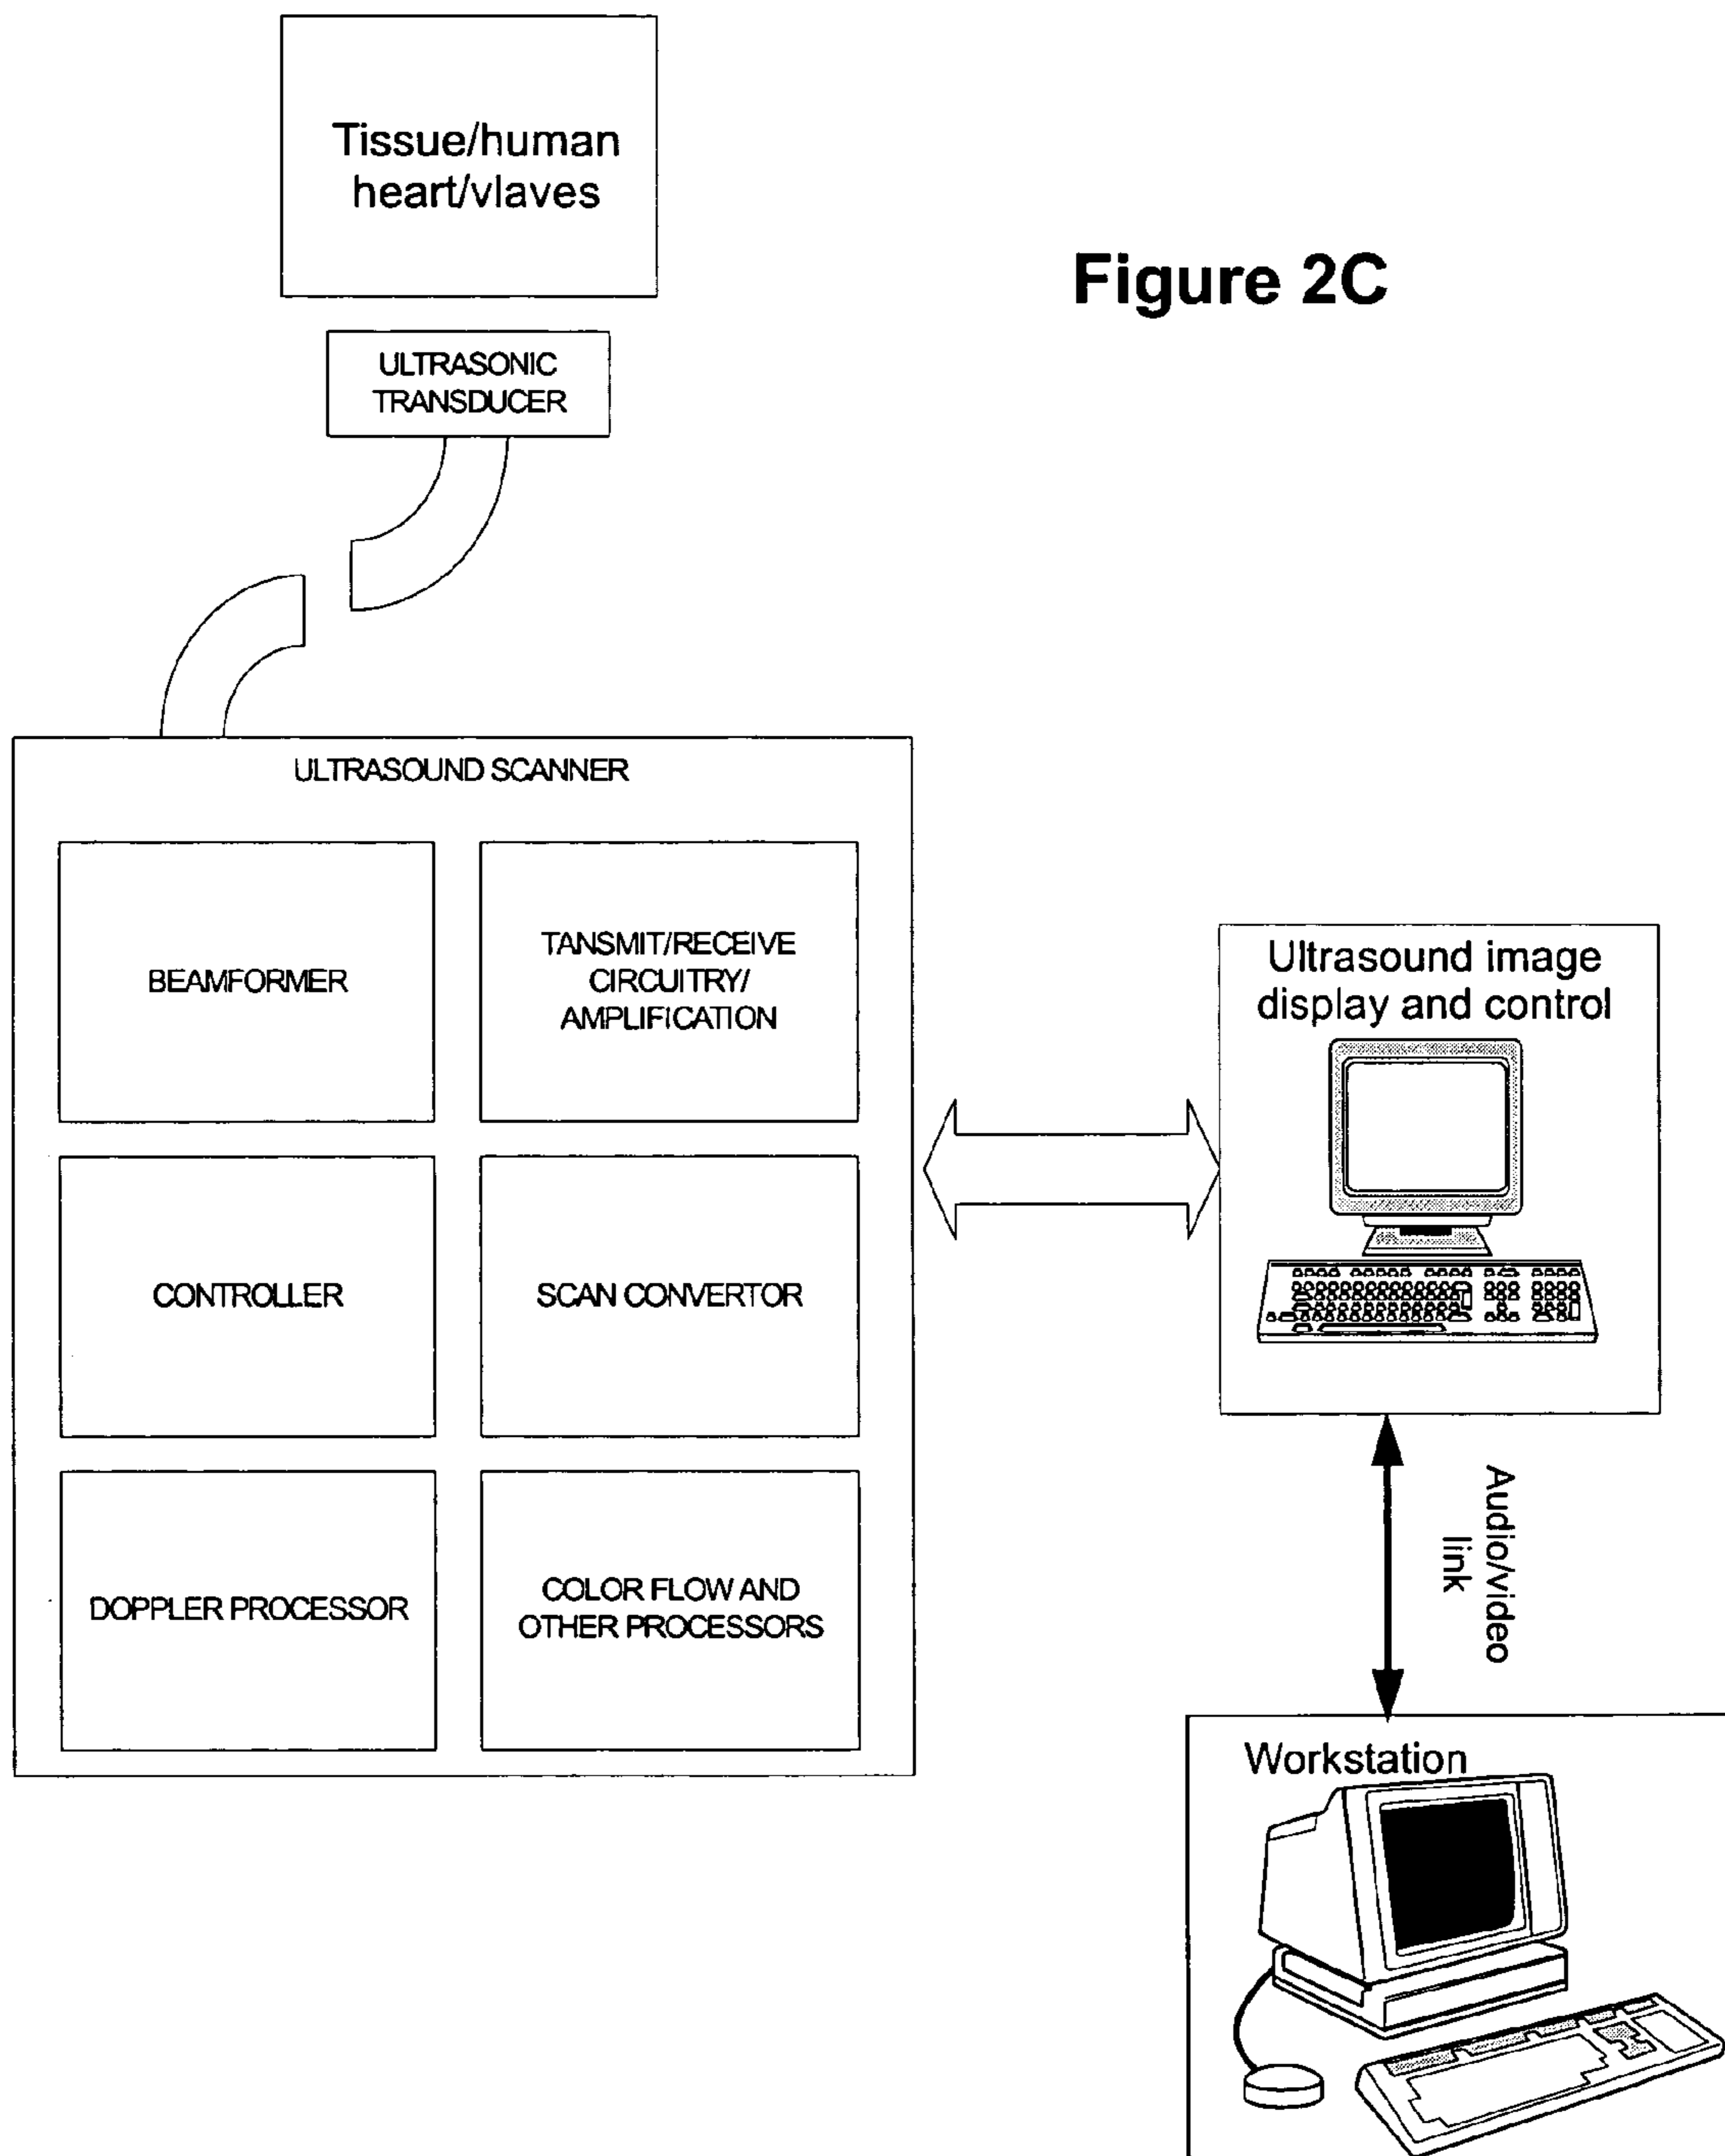 Tissue/human
heart/vlaves
Figure 2C
ULTRASONIC
TRANSDUCER
ULTRASOUND SCANNER
BEAMFORMER
TANSMIT/RECEIVE
CIRCUITRY/
AMPLIFICATION
CONTROLLER
SCAN CONVERTOR
DOPPLER PROCESSOR
COLOR FLOW AND
OTHER PROCESSORS
Ultrasound image
display and control
Audio/video
link
Workstation